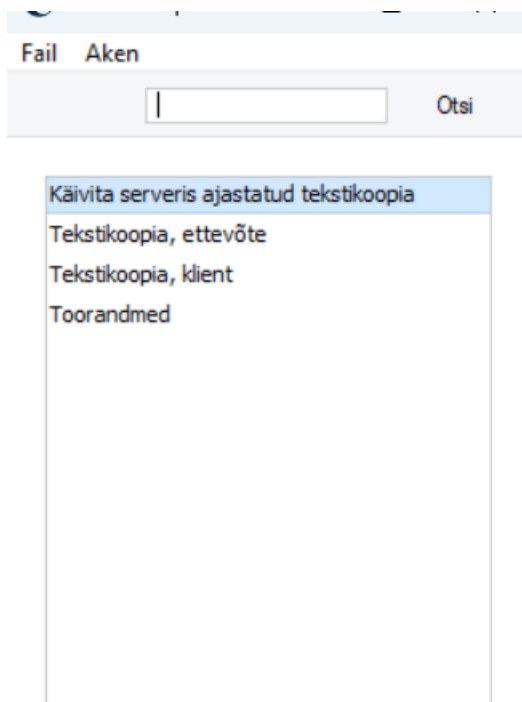 Fail Aken
Otsi
Käivita serveris ajastatud tekstikoopia
Tekstikoopia, ettevõte
Tekstikoopia, klient
Toorandmed